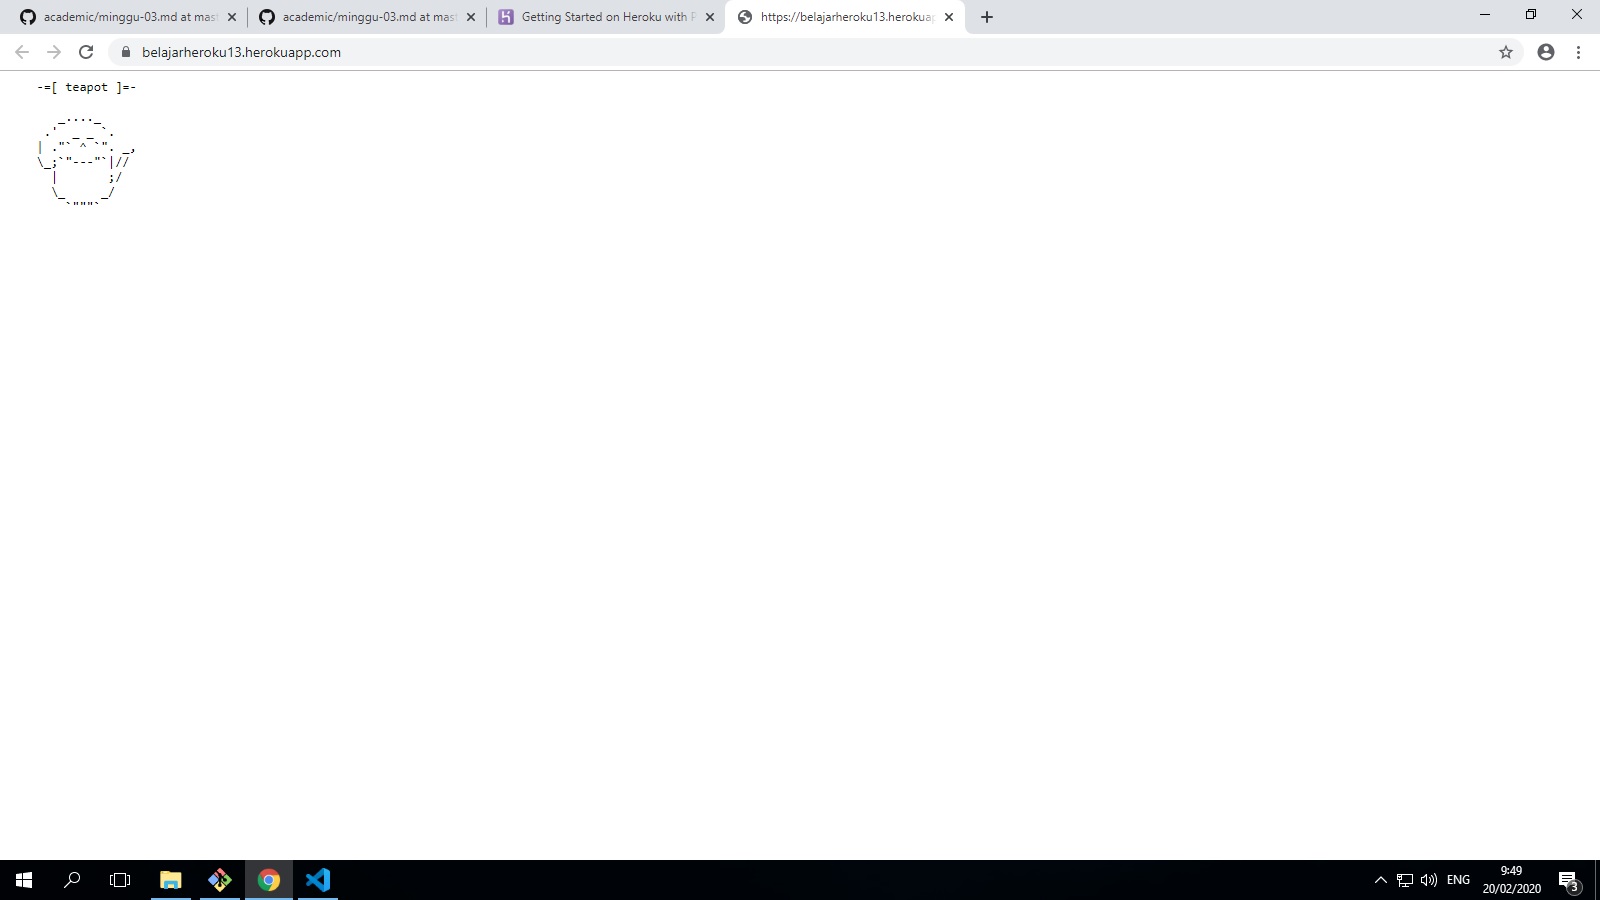 academic/minggu-03.md at mast
academic/minggu-03.md at mast
Getting Started on Heroku with P
https://belajarheroku13.herokuap
belajarheroku13.herokuapp.com
-=[ teapot ]=-
   _...._
 .'  _ _ `.
| ."` ^ `". _,
\_;`"---"`|//
  |       ;/
  \_     _/
    `"""`
ENG
9:49
20/02/2020
3